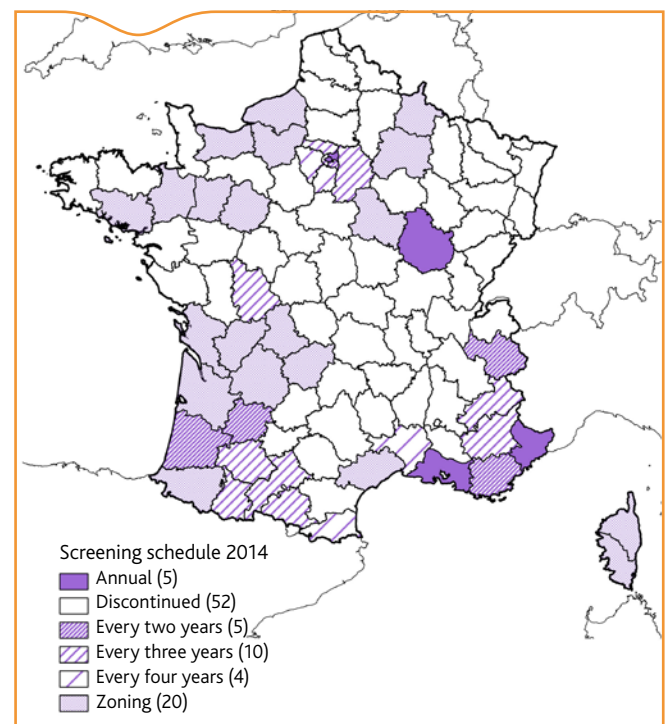 Screening schedule 2014
Annual (5)
Discontinued (52)
Every two years (5)
Every three years (10)
Every four years (4)
Zoning (20)